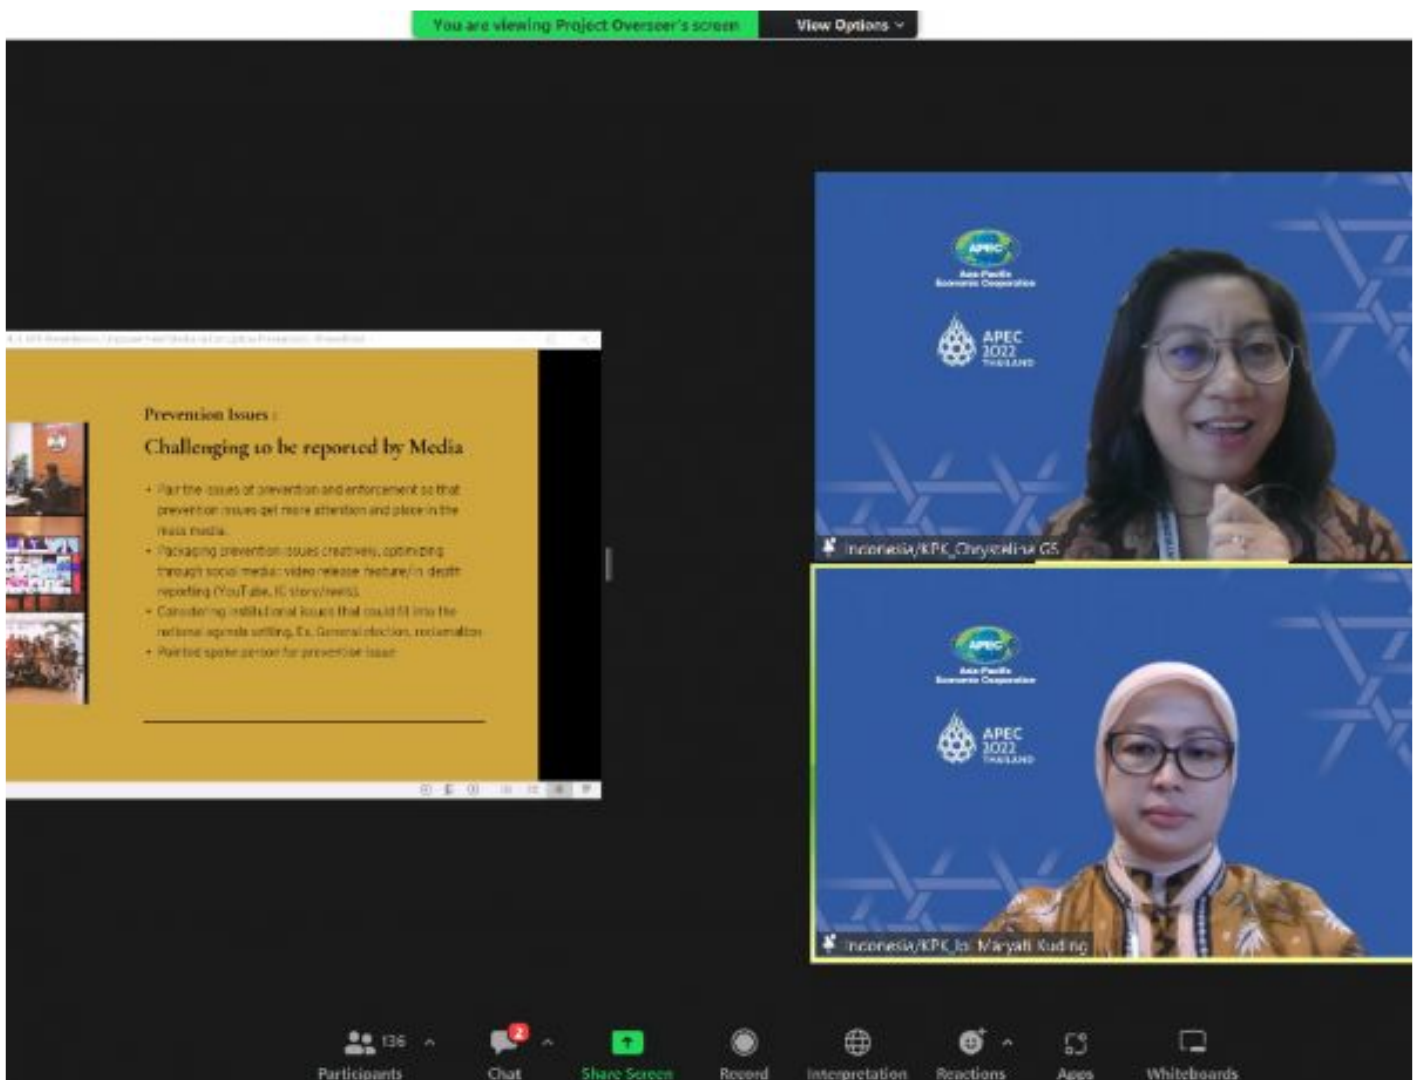 You are viewing Project Overseer's screen
View Options
Prevention Issues :
Challenging to be reported by Media
• Pair the issues of prevention and enforcement so that
prevention issues get more attention and place in the
mass media.
• Packaging prevention issues creatively, optimizing
through social media: video release feature/in depth
reporting (YouTube, IG story/reels).
• Considering institutional issues that could fit into the
national agenda setting. Ex. General election, reclamation
• Pointed spoke person for prevention issue
APEC
Asia-Pacific
Economic Cooperation
APEC
2022
THAILAND
Indonesia/KPK_Chrystelina GS
APEC
Asia-Pacific
Economic Cooperation
APEC
2022
THAILAND
Indonesia/KPK_ Maryati Kuding
136
2
Participants
Chat
Share Screen
Record
Interpretation
Reactions
Apps
Whiteboards